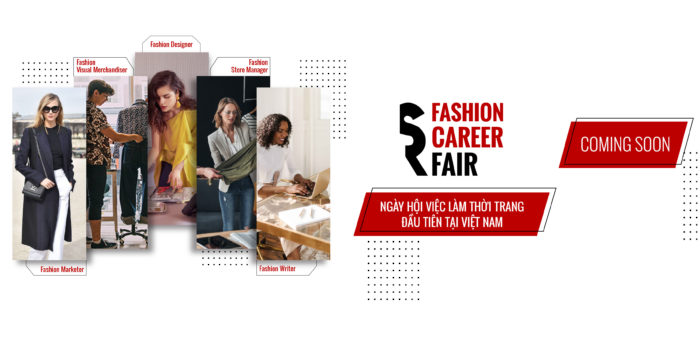 Fashion Designer
Fashion
Visual Merchandiser
Fashion
Store Manager
Fashion Marketer
Fashion Writer
FASHION
CAREER
FAIR
NGÀY HỘI VIỆC LÀM THỜI TRANG
ĐẦU TIÊN TẠI VIỆT NAM
COMING SOON